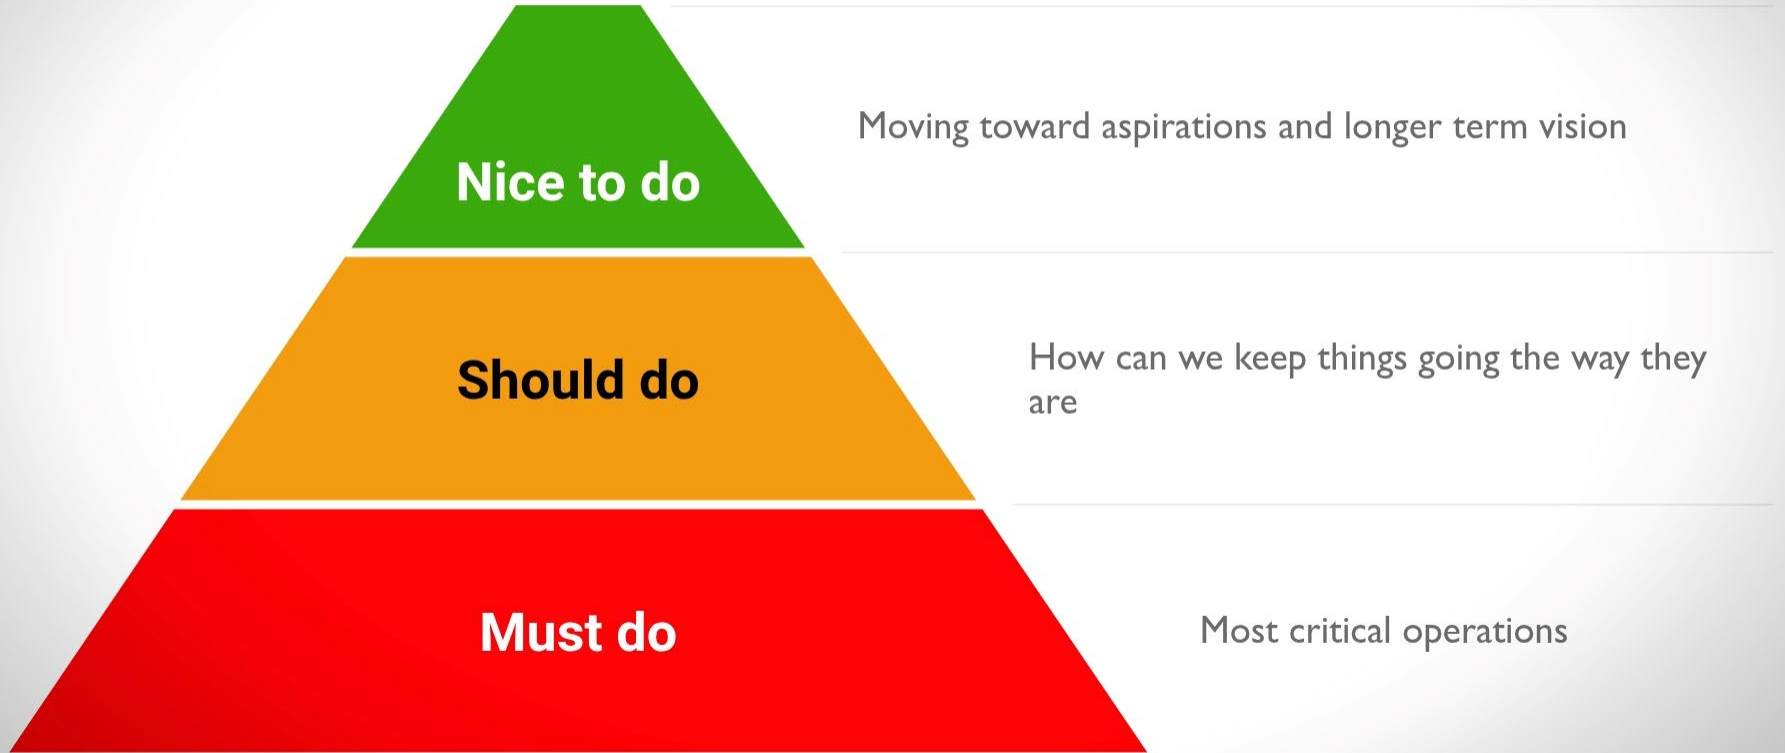 Nice to do
Moving toward aspirations and longer term vision
Should do
How can we keep things going the way they
are
Must do
Most critical operations